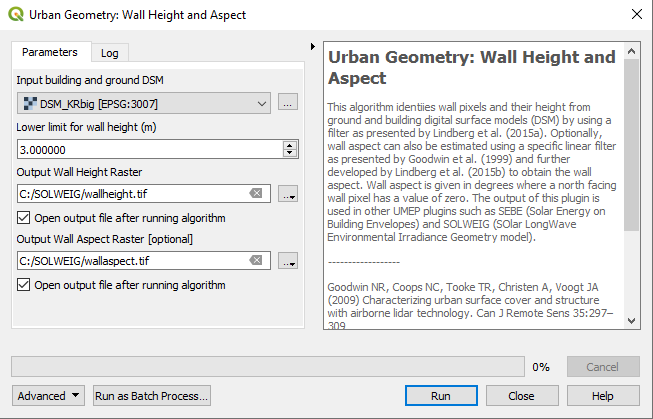 Urban Geometry: Wall Height and Aspect
Parameters
Log
Input building and ground DSM
DSM_KRbig [EPSG:3007]
...
Lower limit for wall height (m)
3.000000
Output Wall Height Raster
C:/SOLWEIG/wallheight.tif
...
Open output file after running algorithm
Output Wall Aspect Raster [optional]
C:/SOLWEIG/wallaspect.tif
...
Open output file after running algorithm
Urban Geometry: Wall Height and
Aspect
This algorithm identiies wall pixels and their height from
ground and building digital surface models (DSM) by using a
filter as presented by Lindberg et al. (2015a). Optionally,
wall aspect can also be estimated using a specific linear filter
as presented by Goodwin et al. (1999) and further
developed by Lindberg et al. (2015b) to obtain the wall
aspect. Wall aspect is given in degrees where a north facing
wall pixel has a value of zero. The output of this plugin is
used in other UMEP plugins such as SEBE (Solar Energy on
Building Envelopes) and SOLWEIG (SOlar LongWave
Environmental Irradiance Geometry model).
------------------
Goodwin NR, Coops NC, Tooke TR, Christen A, Voogt JA
(2009) Characterizing urban surface cover and structure
with airborne lidar technology. Can J Remote Sens 35:297–
309
0%
Cancel
Advanced
Run as Batch Process...
Run
Close
Help